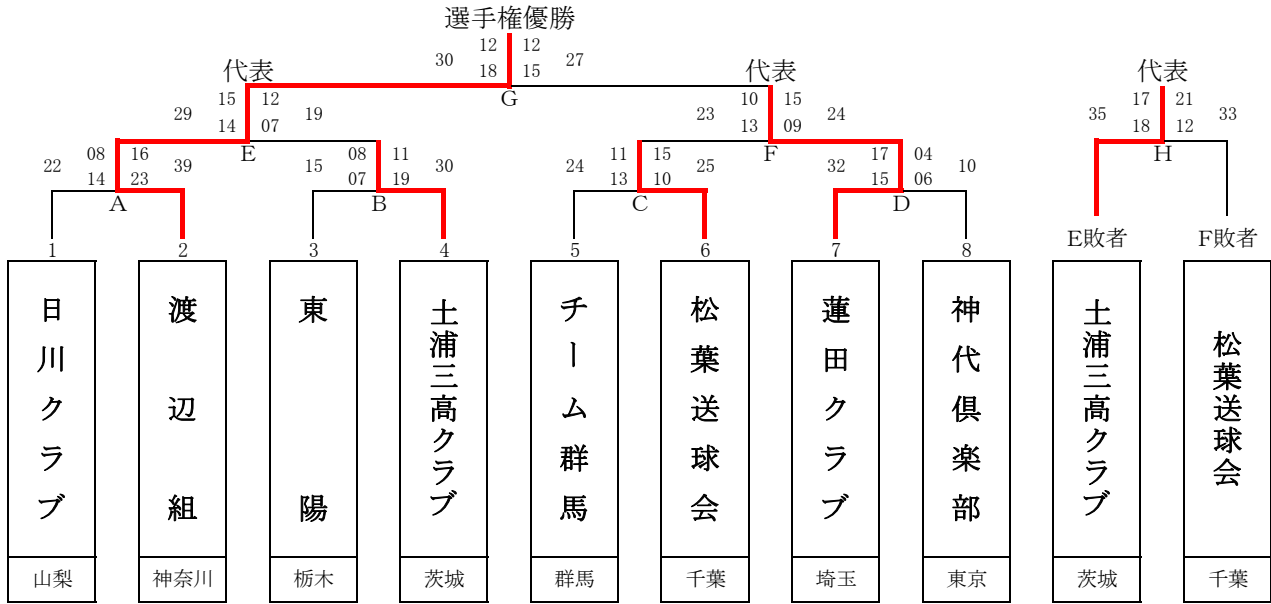 選手権優勝
30 12 12 27
18 15
代表 G 代表 代表
29 15 12 19
14 07
E
23 10 15 24
13 09
F
35 17 21 33
18 12
H
22 08 16 39
14 23
A
15 08 11 30
07 19
B
24 11 15 25
13 10
C
32 17 04 10
15 06
D
E敗者 F敗者
1 2 3 4 5 6 7 8
日川クラブ
渡辺組
東陽
土浦三高クラブ
チーム群馬
松葉送球会
蓮田クラブ
神代倶楽部
土浦三高クラブ
松葉送球会
山梨 神奈川 栃木 茨城 群馬 千葉 埼玉 東京 茨城 千葉